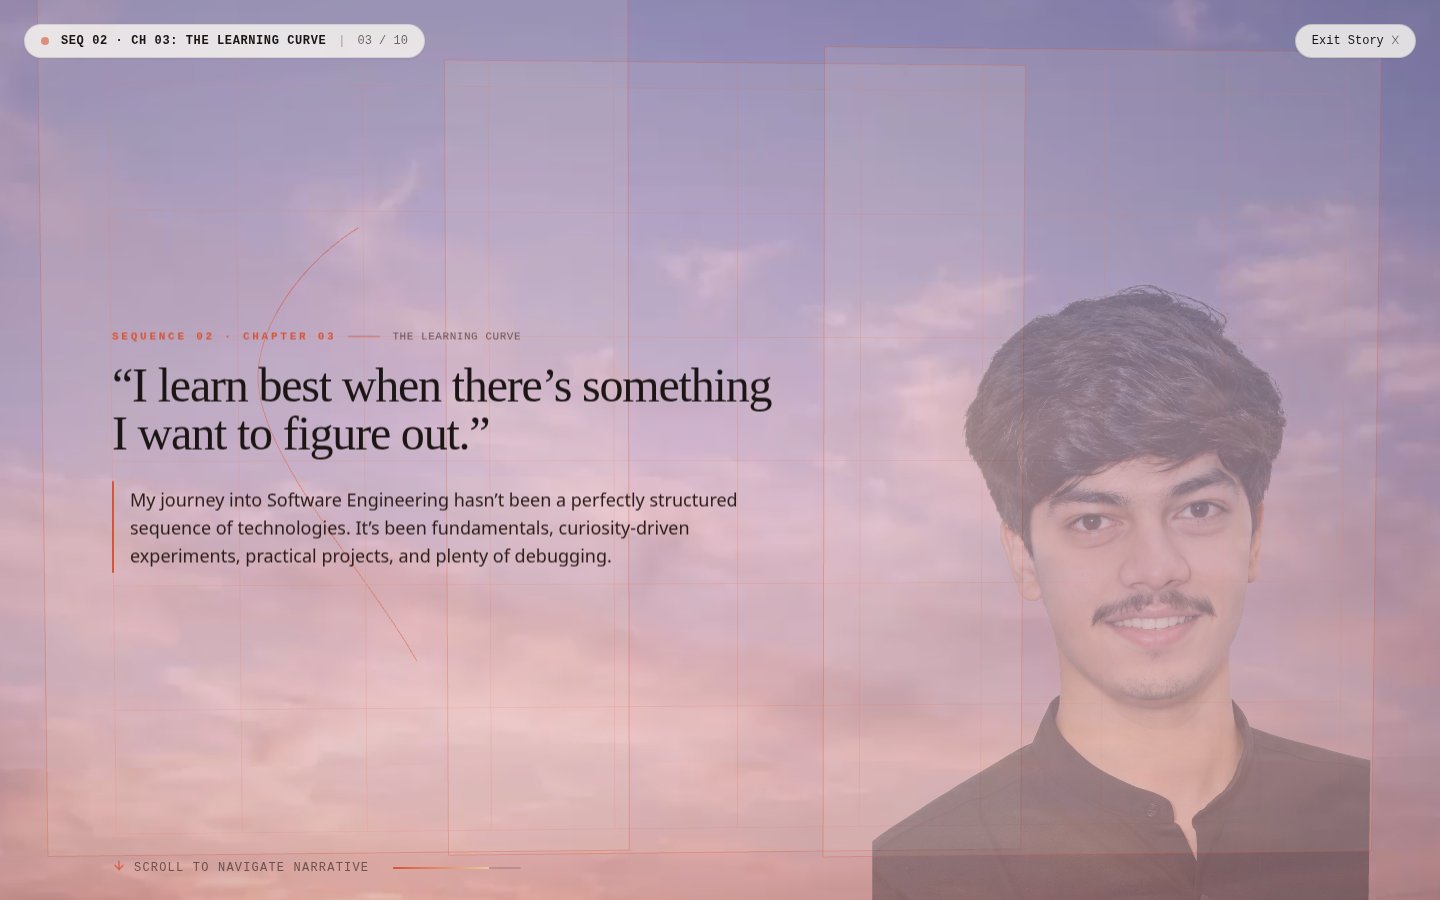 SEQ 02 · CH 03: THE LEARNING CURVE | 03 / 10
Exit Story X
SEQUENCE 02 · CHAPTER 03 THE LEARNING CURVE
“I learn best when there’s something
I want to figure out.”
My journey into Software Engineering hasn’t been a perfectly structured
sequence of technologies. It’s been fundamentals, curiosity-driven
experiments, practical projects, and plenty of debugging.
↓ SCROLL TO NAVIGATE NARRATIVE